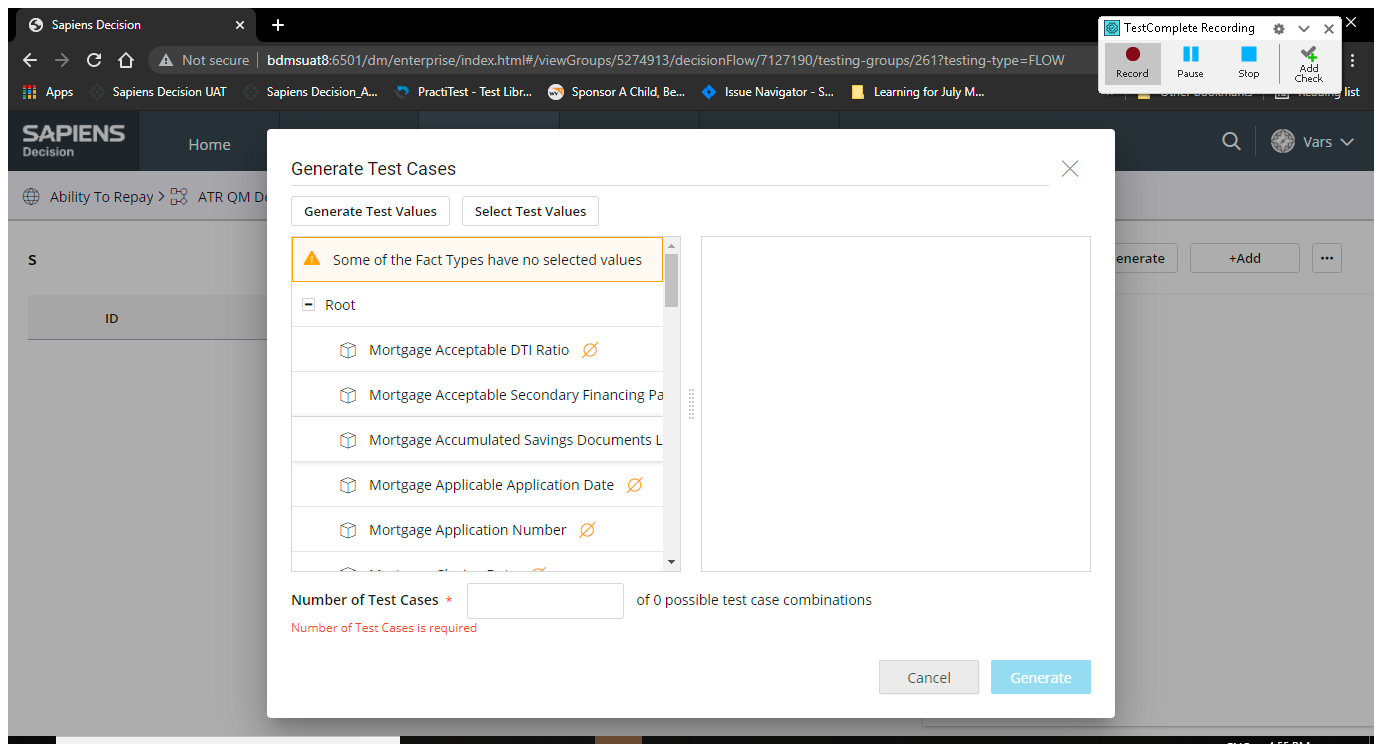 Sapiens Decision
TestComplete Recording
Not secure
bdmsuat8:6501/dm/enterprise/index.html#/viewGroups/5274913/decisionFlow/7127190/testing-groups/261?testing-type=FLOW
Record
Pause
Stop
Add
Check
Apps
Sapiens Decision UAT
Sapiens Decision_A...
PractiTest - Test Libr...
Sponsor A Child, Be...
Issue Navigator - S...
Learning for July M...
Other bookmarks
Reading list
SAPIENS
Decision
Home
Vars
Ability To Repay > ATR QM De
Generate Test Cases
Generate Test Values
Select Test Values
S
enerate
+Add
Some of the Fact Types have no selected values
Root
ID
Mortgage Acceptable DTI Ratio
Mortgage Acceptable Secondary Financing Pa
Mortgage Accumulated Savings Documents L
Mortgage Applicable Application Date
Mortgage Application Number
Number of Test Cases *
of 0 possible test case combinations
Number of Test Cases is required
Cancel
Generate